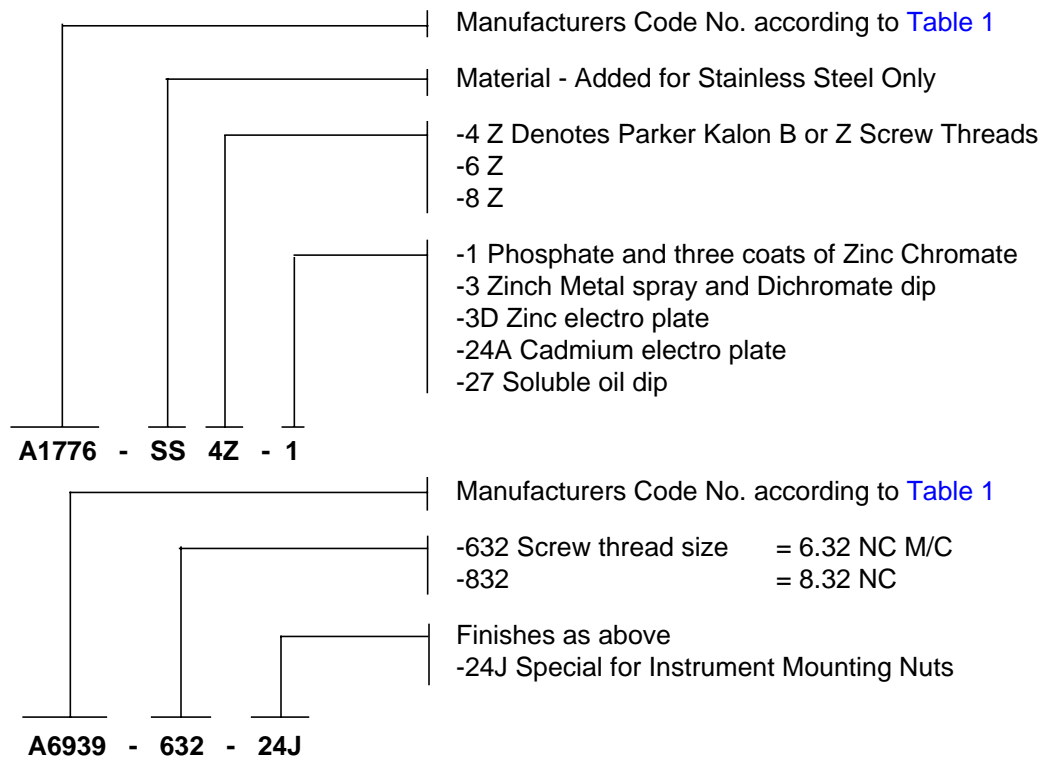 Manufacturers Code No. according to Table 1
Material - Added for Stainless Steel Only
-4 Z Denotes Parker Kalon B or Z Screw Threads
-6 Z
-8 Z
-1 Phosphate and three coats of Zinc Chromate
-3 Zinch Metal spray and Dichromate dip
-3D Zinc electro plate
-24A Cadmium electro plate
-27 Soluble oil dip
A1776 - SS 4Z - 1
Manufacturers Code No. according to Table 1
-632 Screw thread size = 6.32 NC M/C
-832 = 8.32 NC
Finishes as above
-24J Special for Instrument Mounting Nuts
A6939 - 632 - 24J